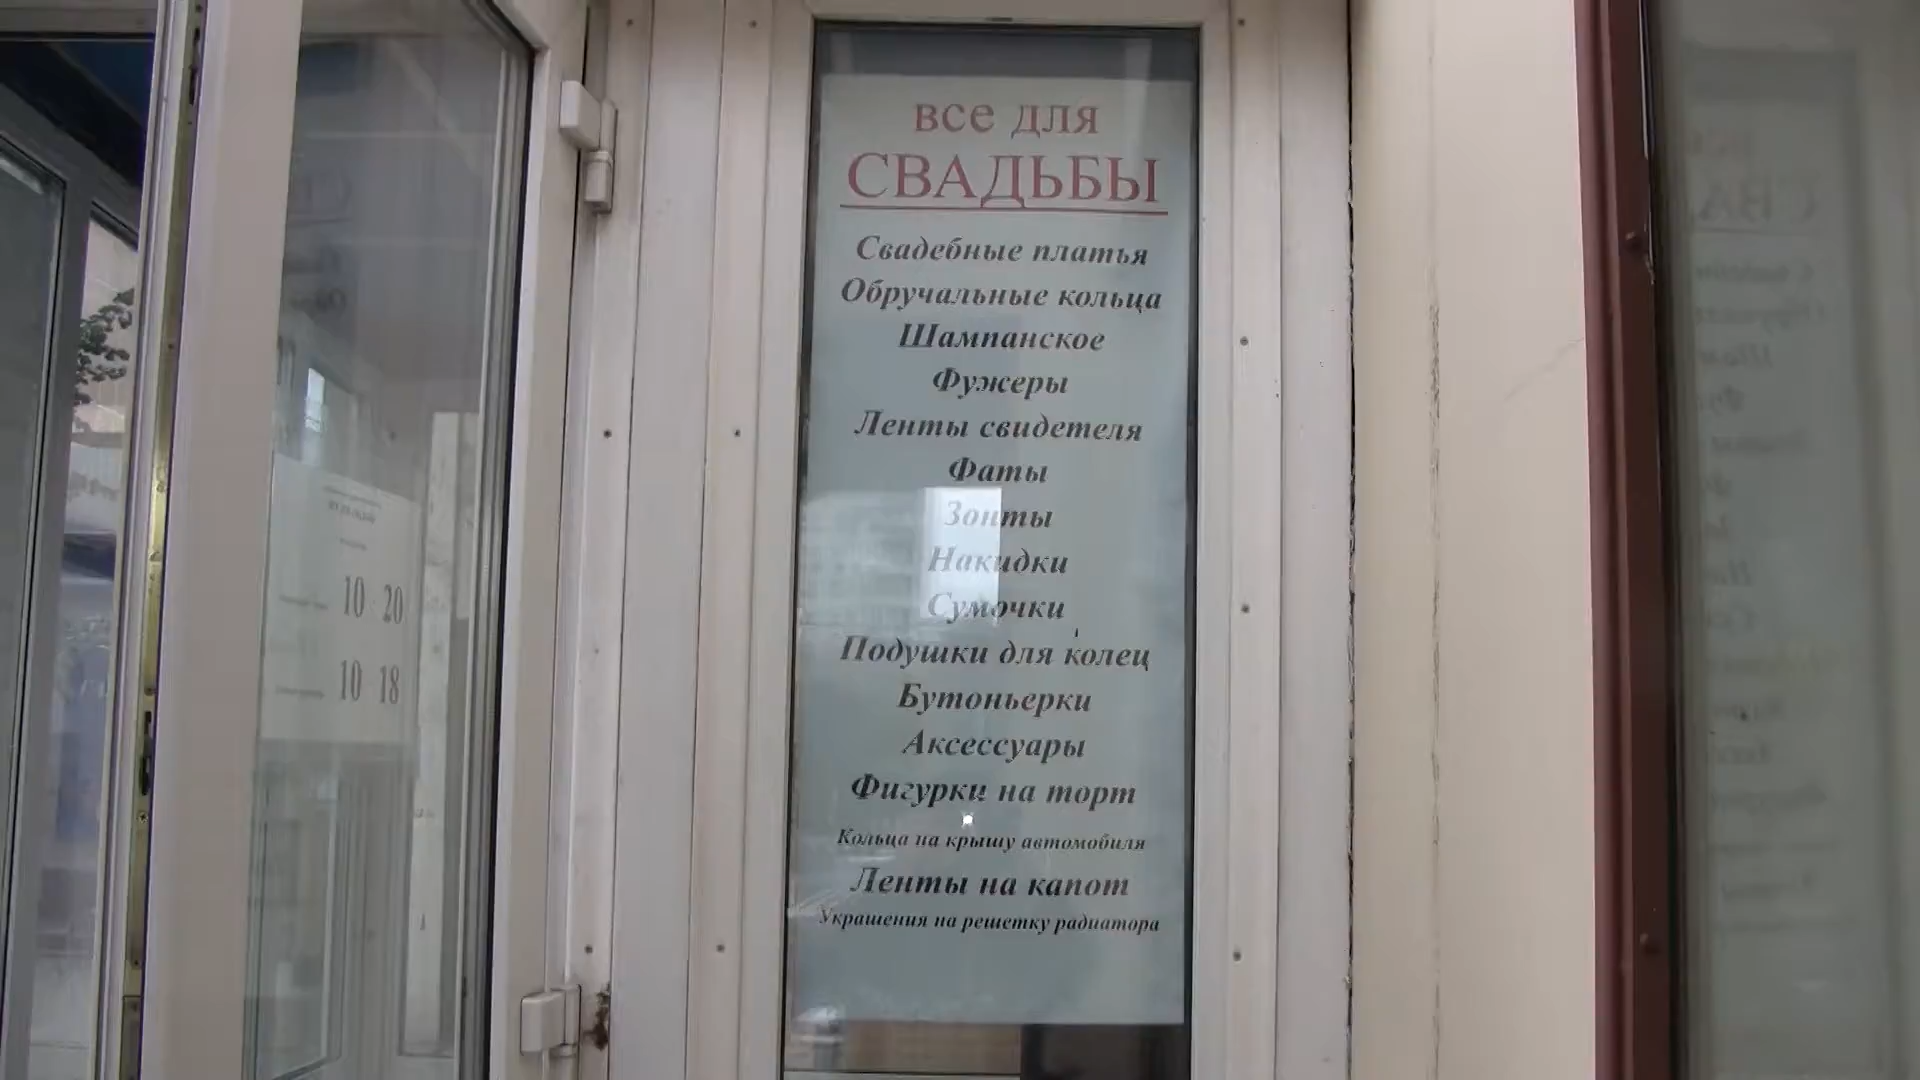 все для
СВАДЬБЫ
Свадебные платья
Обручальные кольца
Шампанское
Фужеры
Ленты свидетеля
Фаты
Зонты
Накидки
Сумочки
Подушки для колец
Бутоньерки
Аксессуары
Фигурки на торт
Кольца на крышу автомобиля
Ленты на капот
Украшения на решетку радиатора
10 20
10 18